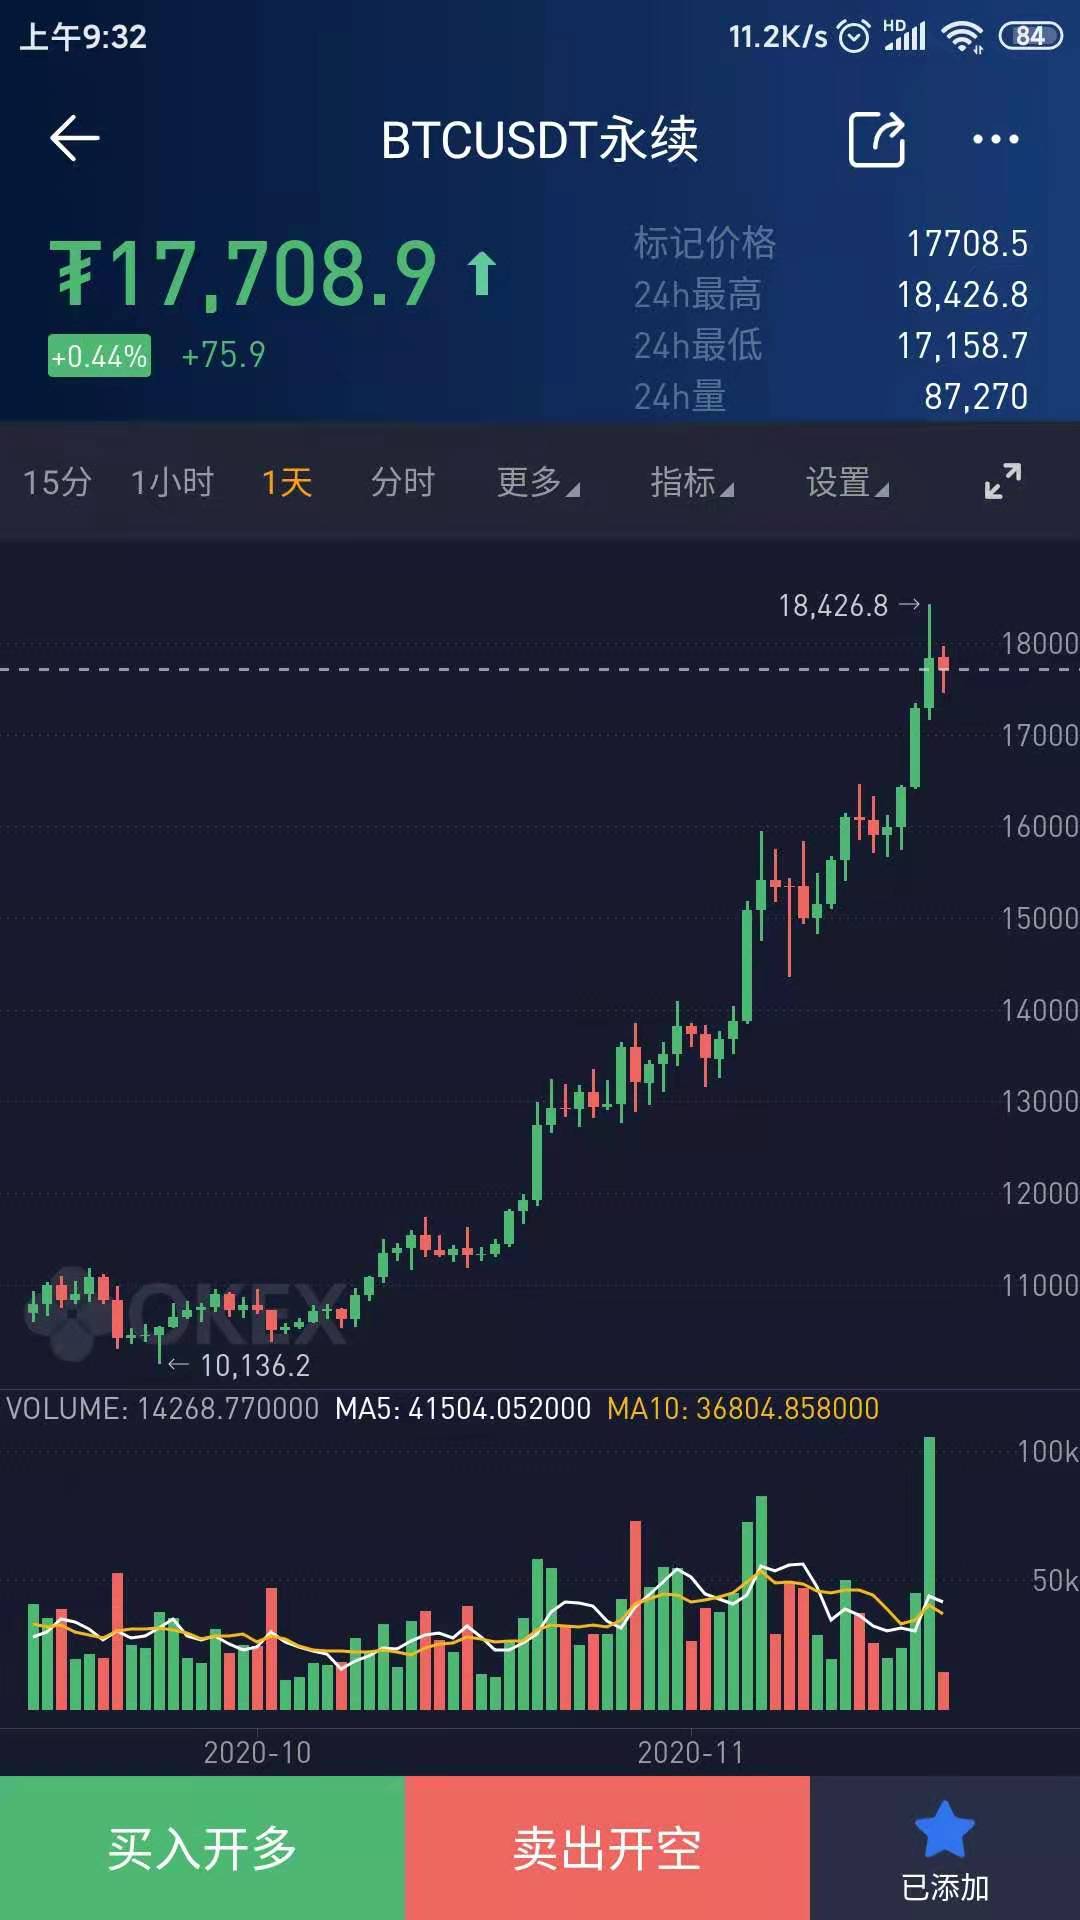 上午9:32
11.2K/s HD 84
BTCUSDT永续
₮17,708.9
+0.44% +75.9
标记价格 17708.5
24h最高 18,426.8
24h最低 17,158.7
24h量 87,270
15分 1小时 1天 分时 更多 指标 设置
18,426.8
18000
17000
16000
15000
14000
13000
12000
11000
OKEX
10,136.2
VOLUME: 14268.770000 MA5: 41504.052000 MA10: 36804.858000
100k
50k
2020-10 2020-11
买入开多 卖出开空 已添加